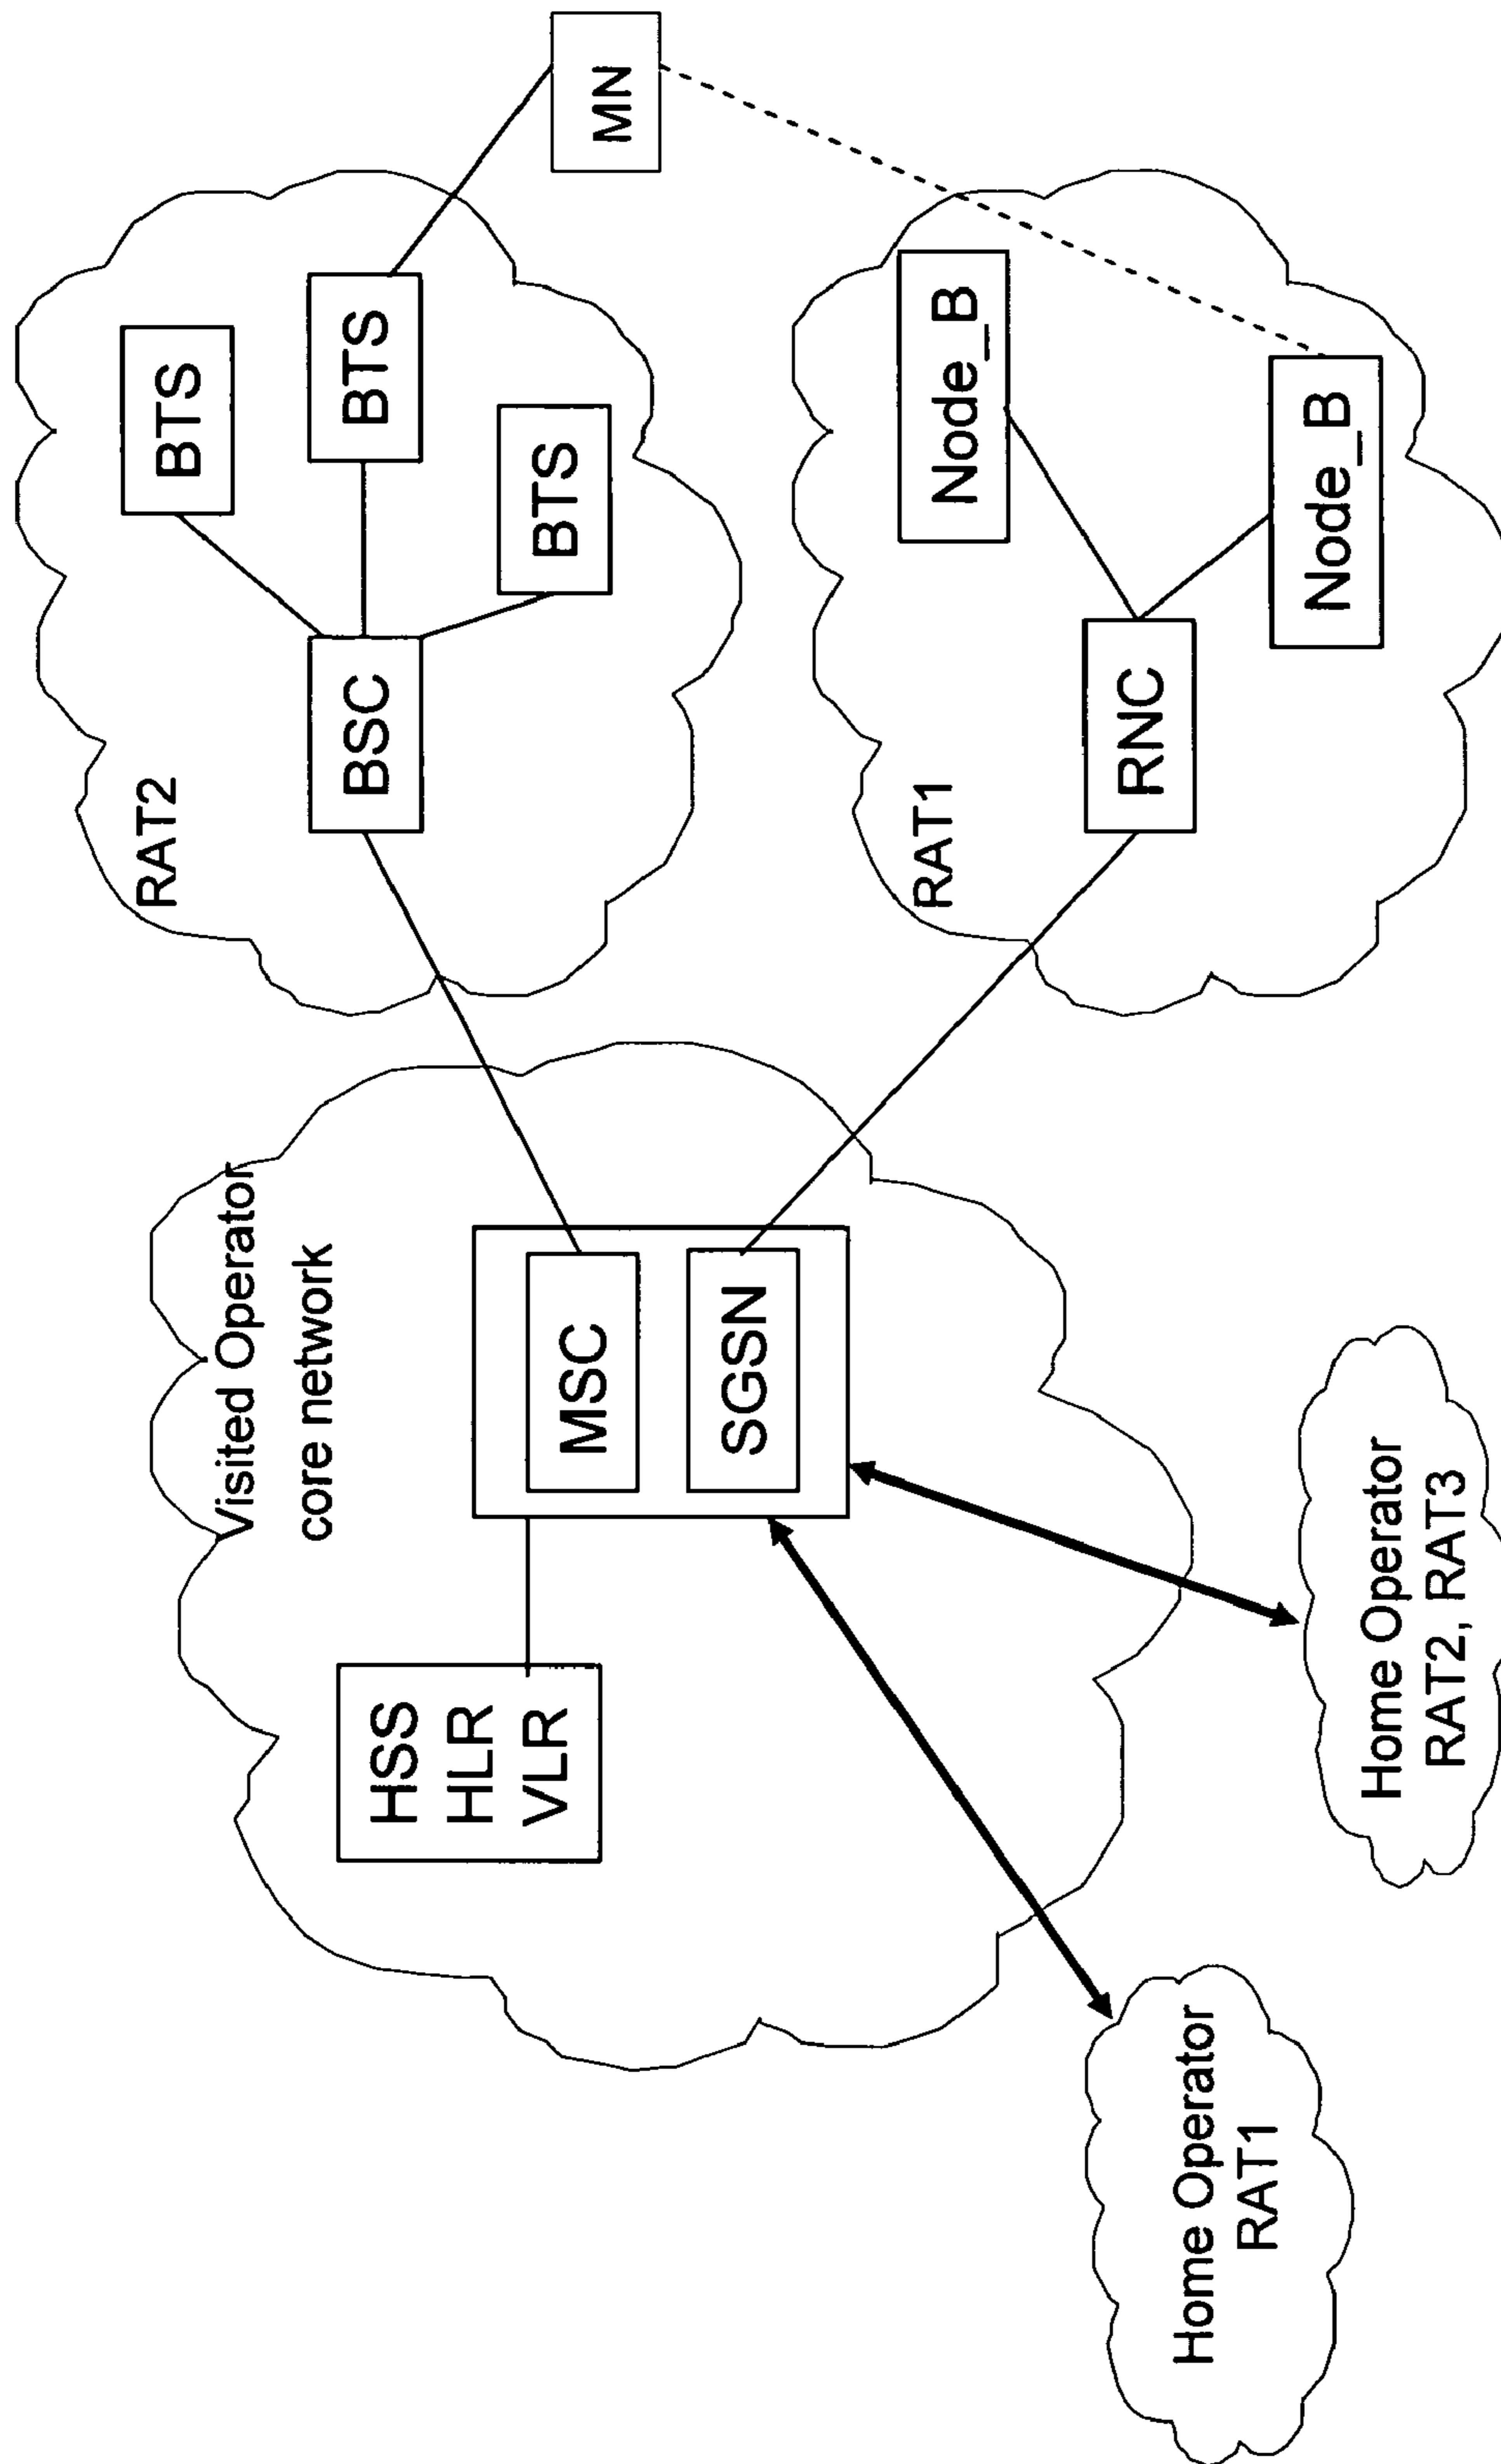 Visited Operator
core network
HSS
HLR
VLR
MSC
SGSN
RAT2
BSC
BTS
BTS
BTS
MN
RAT1
RNC
Node_B
Node_B
Home Operator
RAT1
Home Operator
RAT2, RAT3